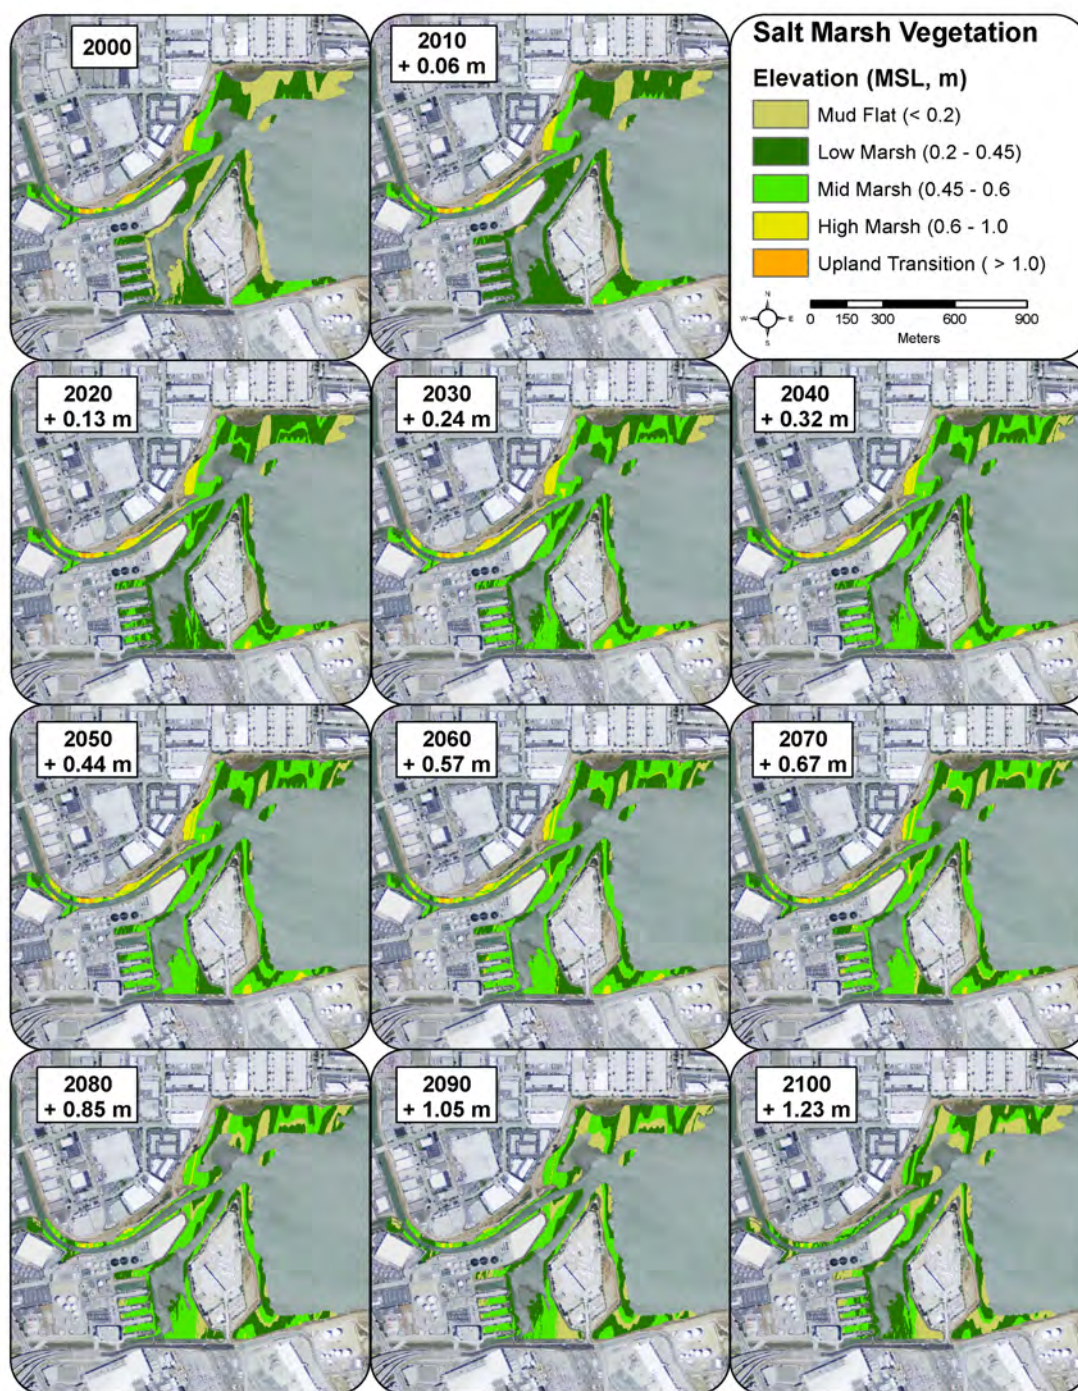 2000
2010
+ 0.06 m
Salt Marsh Vegetation
Elevation (MSL, m)
Mud Flat (< 0.2)
Low Marsh (0.2 - 0.45)
Mid Marsh (0.45 - 0.6
High Marsh (0.6 - 1.0
Upland Transition ( > 1.0)
N
W E
S
0 150 300 600 900
Meters
2020
+ 0.13 m
2030
+ 0.24 m
2040
+ 0.32 m
2050
+ 0.44 m
2060
+ 0.57 m
2070
+ 0.67 m
2080
+ 0.85 m
2090
+ 1.05 m
2100
+ 1.23 m